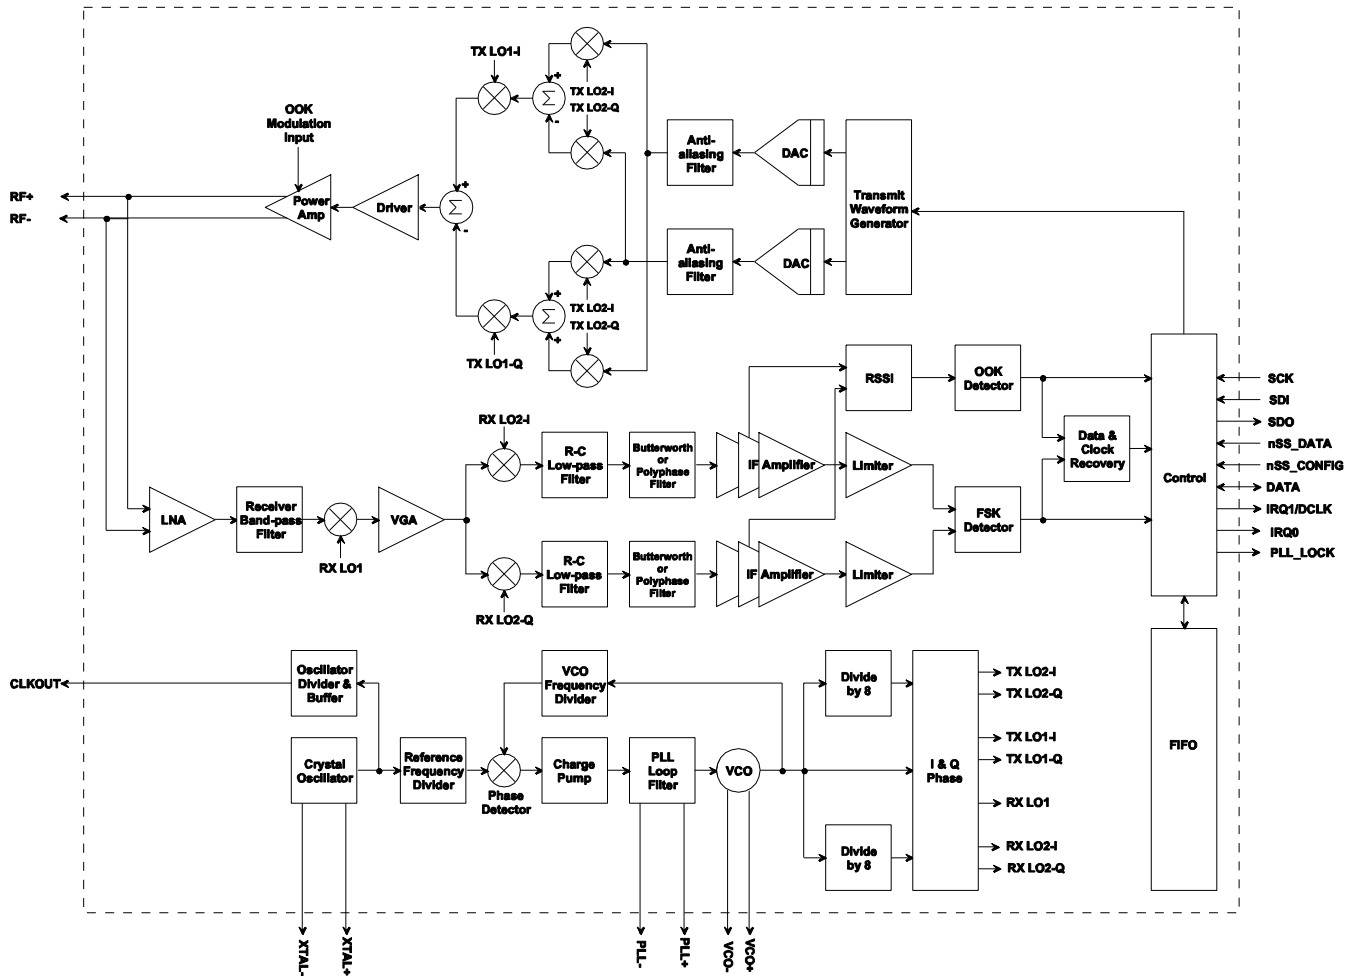 TX LO1-I
+
TX LO2-I
TX LO2-Q
Σ
-
OOK
Modulation
Input
Anti-
aliasing
Filter
DAC
RF+
RF-
Power
Amp
Driver
+
Σ
-
Transmit
Waveform
Generator
Anti-
aliasing
Filter
DAC
+
TX LO2-I
Σ
TX LO2-Q
+
TX LO1-Q
RSSI
OOK
Detector
SCK
SDI
SDO
nSS_DATA
nSS_CONFIG
DATA
IRQ1/DCLK
IRQ0
PLL_LOCK
Control
Data &
Clock
Recovery
RX LO2-I
R-C
Low-pass
Filter
Butterworth
or
Polyphase
Filter
IF Amplifier
Limiter
LNA
Receiver
Band-pass
Filter
RX LO1
VGA
FSK
Detector
R-C
Low-pass
Filter
Butterworth
or
Polyphase
Filter
IF Amplifier
Limiter
RX LO2-Q
CLKOUT
Oscillator
Divider &
Buffer
VCO
Frequency
Divider
Divide
by 8
TX LO2-I
TX LO2-Q
TX LO1-I
TX LO1-Q
RX LO1
RX LO2-I
RX LO2-Q
I & Q
Phase
FIFO
Crystal
Oscillator
Reference
Frequency
Divider
Phase
Detector
Charge
Pump
PLL
Loop
Filter
VCO
Divide
by 8
XTAL-
XTAL+
PLL-
PLL+
VCO-
VCO+